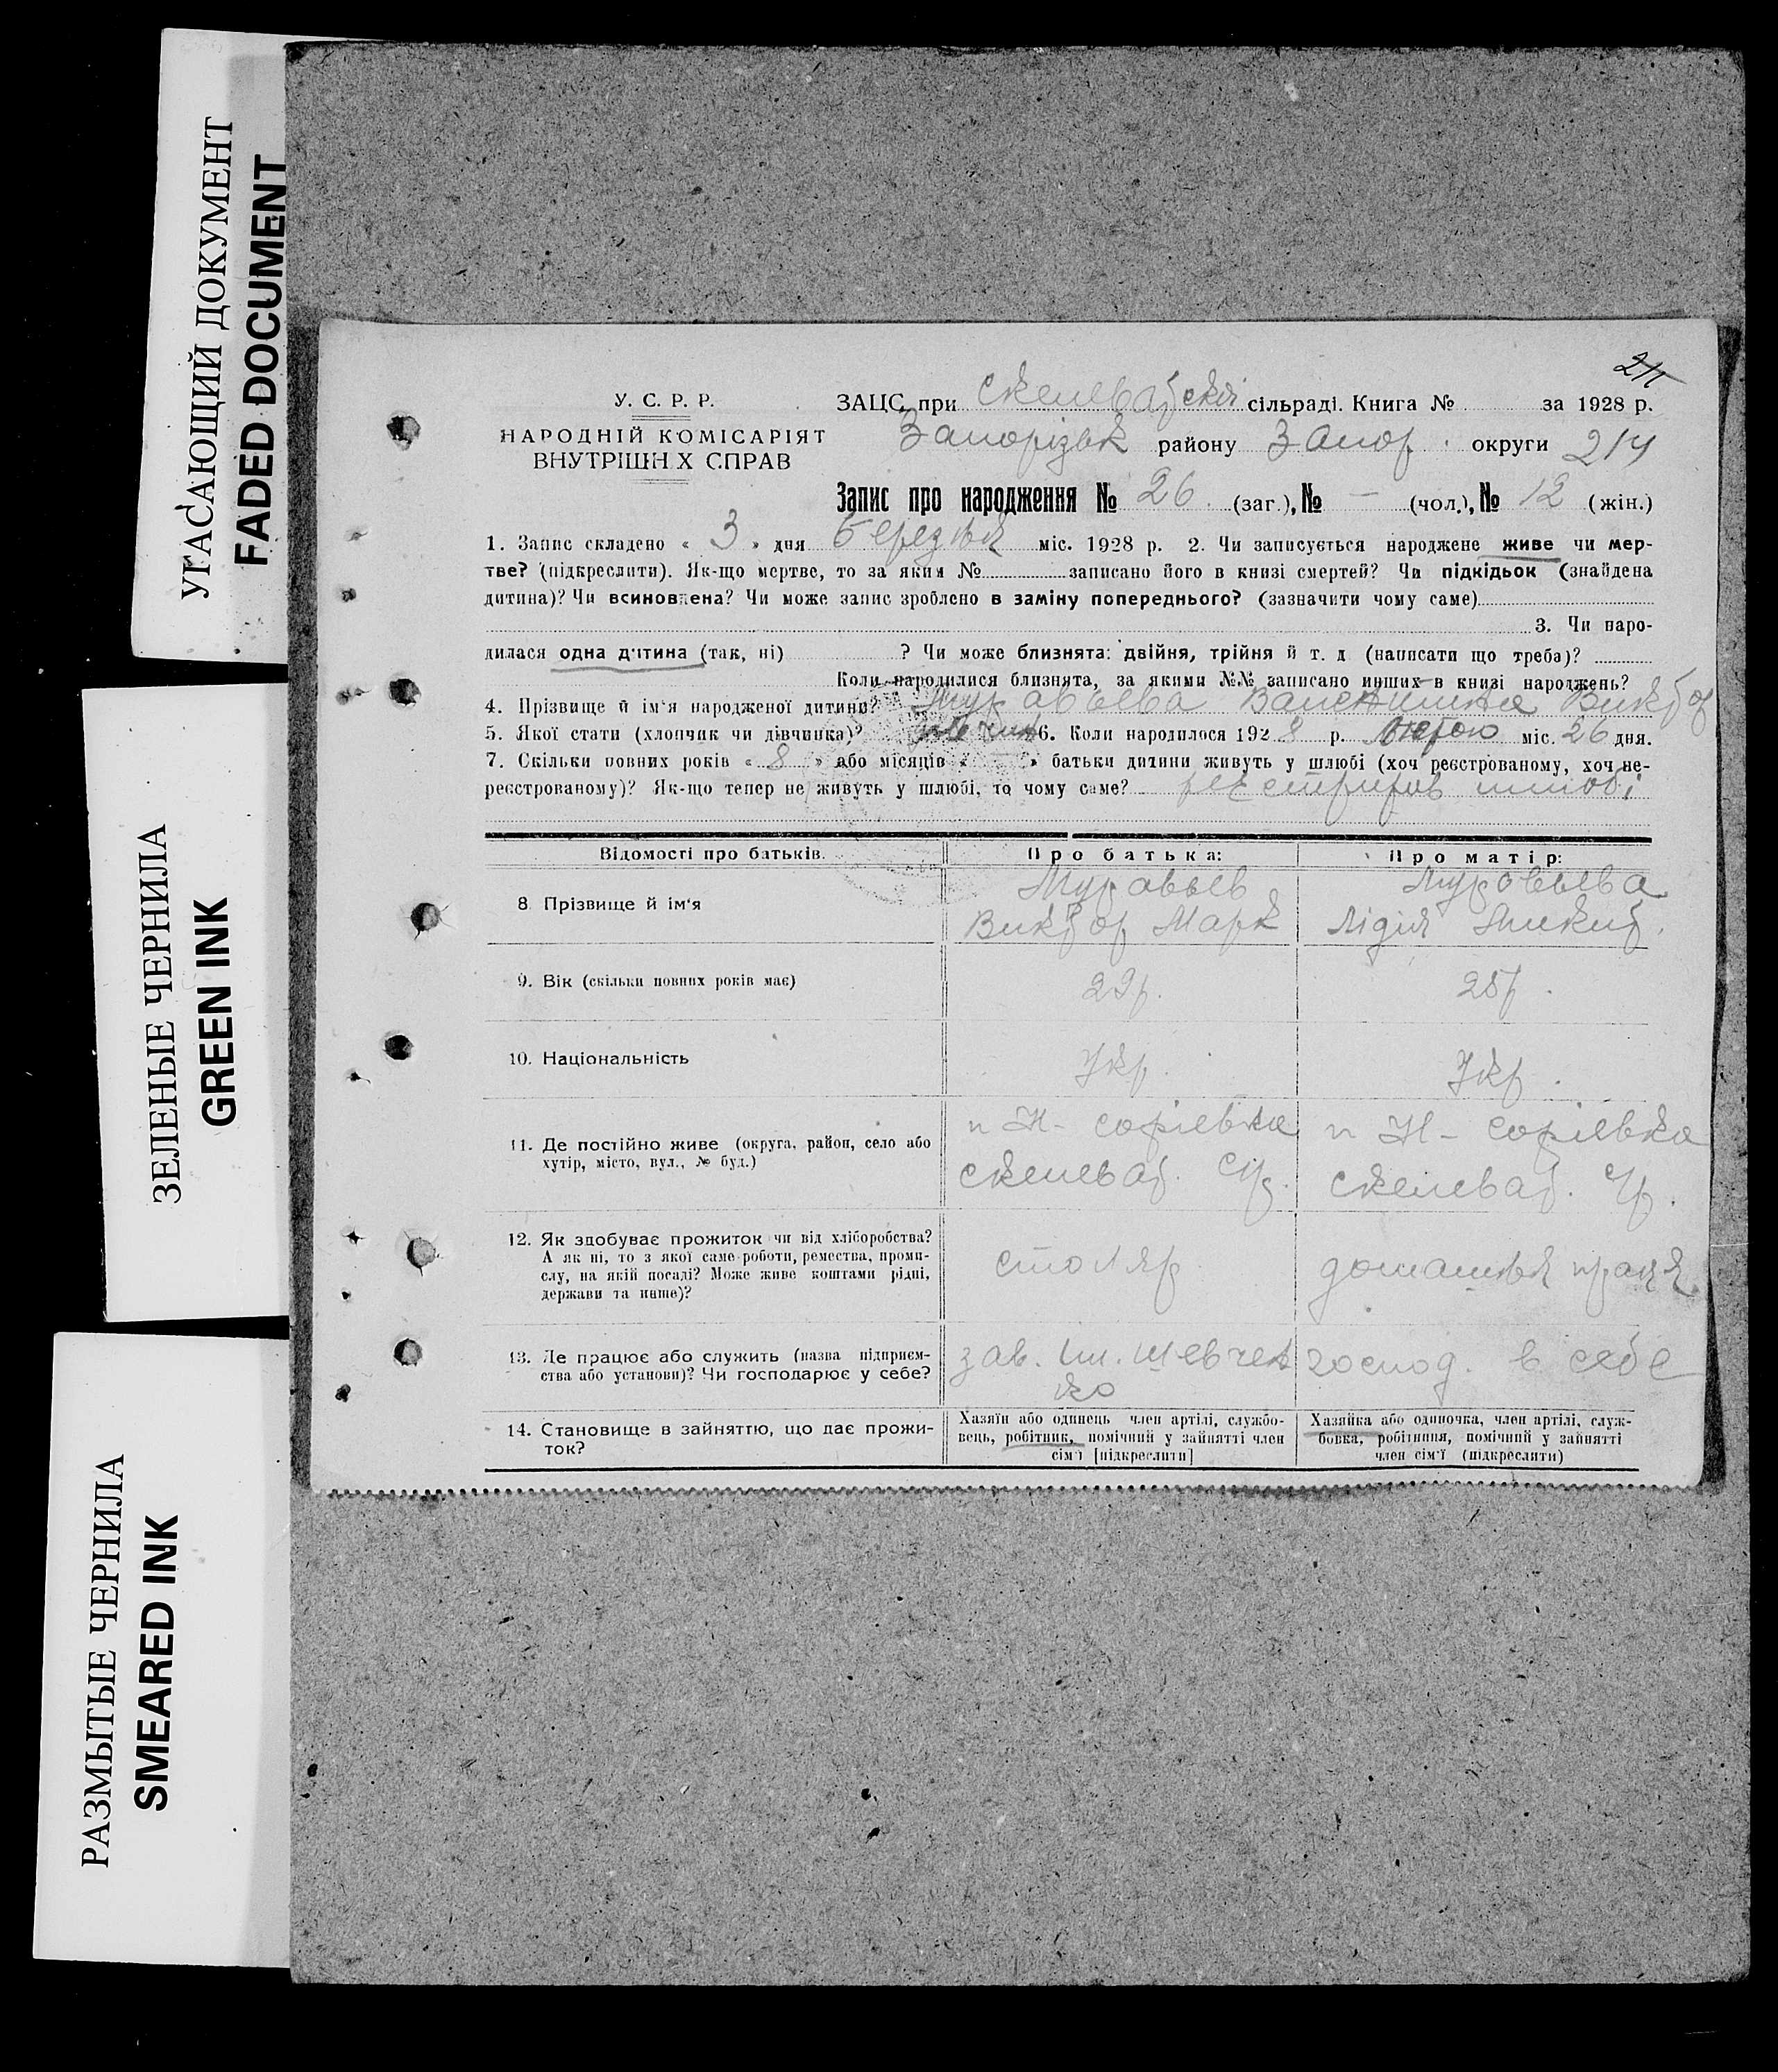 УГАСАЮЩИЙ ДОКУМЕНТ
FADED DOCUMENT
ЗЕЛЕНЫЕ ЧЕРНИЛА
GREEN INK
РАЗМЫТЫЕ ЧЕРНИЛА
SMEARED INK
У. С. Р. Р.
НАРОДНІЙ КОМІСАРІЯТ
ВНУТРІШН Х СПРАВ
ЗАЦС при сільраді. Книга № за 1928 р.
Запорізьк району Запор. округи 214
Запис про народження № 26 (заг.), № — (чол.), № 12 (жін.)
1. Запис складено « 3 » дня березня міс. 1928 р. 2. Чи записується народжене живе чи мер-
тве? (підкреслити). Як-що мертве, то за яким № записано його в книзі смертей? Чи підкідьок (знайдена
дитина)? Чи всиновлена? Чи може запис зроблено в заміну попереднього? (зазначити чому саме)
3. Чи наро-
дилася одна дитина (так, ні) ? Чи може близнята: двійня, трійня й т. д (написати що треба)?
Коли народилися близнята, за якими №№ записано инших в книзі народжень?
4. Прізвище й ім'я народженої дитини? Муравьева Валентина Виктор
5. Якої стати (хлопчик чи дівчинка)? 6. Коли народилося 1928 р. Лютого міс. 26 дня.
7. Скільки повних років « 8 » або місяців « » батьки дитини живуть у шлюбі (хоч реєстрованому, хоч не-
реєстрованому)? Як-що тепер не живуть у шлюбі, то чому саме? шлюбі
Відомості про батьків. Про батька: Про матір:
8. Прізвище й ім'я Муравьев Виктор Марк Муровьева Лідія Никит.
9. Вік (скільки повних років має) 29р. 28р.
10. Національність Укр. Укр.
11. Де постійно живе (округа, район, село або
хутір, місто, вул., № буд.)
12. Як здобуває прожиток чи від хліборобства?
А як ні, то з якої саме роботи, ремества, проми-
слу, на якій посаді? Може живе коштами рідні,
держави та инше)?
столяр домашня праця
13. Де працює або служить (назва підприєм-
ства або установи)? Чи господарює у себе?
зав. им. Шевчен
ко
господ. в себе
14. Становище в зайняттю, що дає прожи-
ток?
Хазяїн або одинець член артілі, службо-
вець, робітник, помічний у зайнятті член
сім'ї [підкреслити]
Хазяйка або одиночка, член артілі, служ-
бовка, робітниця, помічний у зайнятті
член сім'ї (підкреслити)